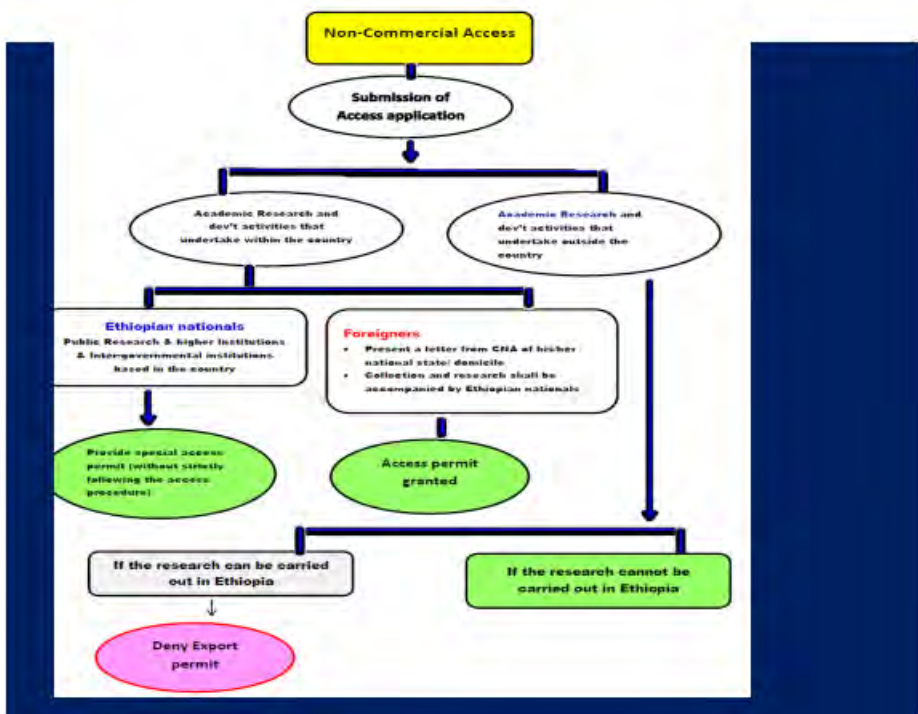 Non-Commercial Access
Submission of
Access application
Academic Research and
dev't activities that
undertake within the
country
Academic Research and
dev't activities that
undertake outside the
country
Ethiopian nationals
Public Research & higher Institutions
& Inter-governmental institutions
based in the country
Foreigners
• Present a letter from CNA of his/her
national state/ domicile
• Collection and research shall be
accompanied by Ethiopian nationals
Provide special access
permit (without strictly
following the access
procedure)
Access permit
granted
If the research can be carried
out in Ethiopia
If the research cannot be
carried out in Ethiopia
Deny Export
permit